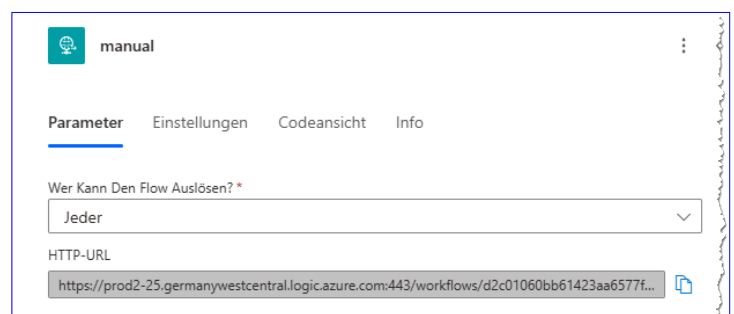 manual
Parameter Einstellungen Codeansicht Info
Wer Kann Den Flow Auslösen? *
Jeder
HTTP-URL
https://prod2-25.germanywestcentral.logic.azure.com:443/workflows/d2c01060bb61423aa6577f...